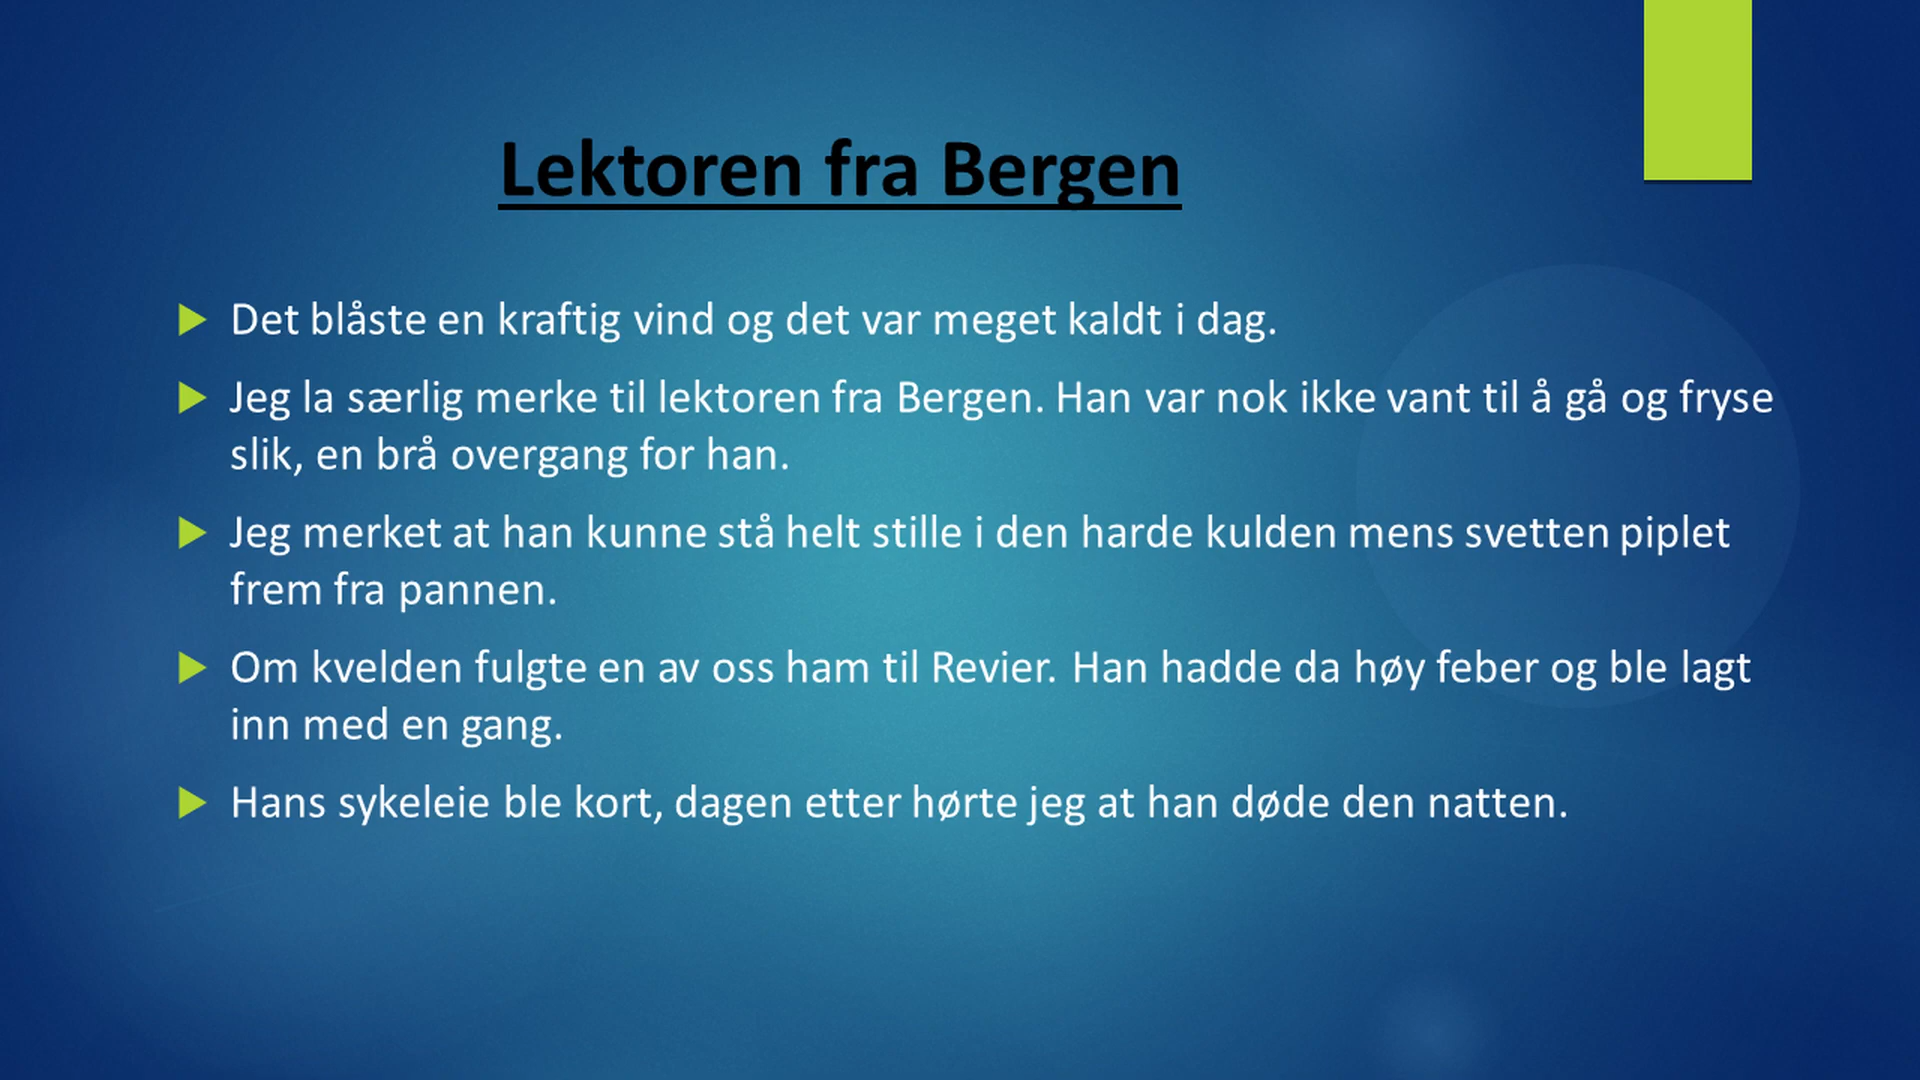 Lektoren fra Bergen
Det blåste en kraftig vind og det var meget kaldt i dag.
Jeg la særlig merke til lektoren fra Bergen. Han var nok ikke vant til å gå og fryse
slik, en brå overgang for han.
Jeg merket at han kunne stå helt stille i den harde kulden mens svetten piplet
frem fra pannen.
Om kvelden fulgte en av oss ham til Revier. Han hadde da høy feber og ble lagt
inn med en gang.
Hans sykeleie ble kort, dagen etter hørte jeg at han døde den natten.